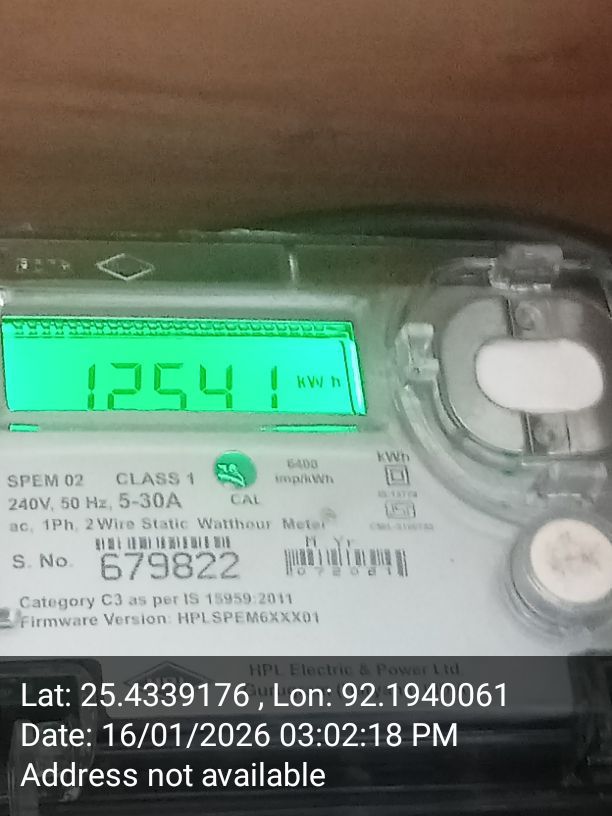 12541 kWh
SPEM 02 CLASS 1 6400
imp/kWh kWh
240V, 50 Hz, 5-30A CAL
ac, 1Ph, 2 Wire Static Watthour Meter
M Yr
S. No. 679822
Category C3 as per IS 15959:2011
Firmware Version: HPLSPEM6XXX01
HPL Electric & Power Ltd.
Lat: 25.4339176 , Lon: 92.1940061
Date: 16/01/2026 03:02:18 PM
Address not available